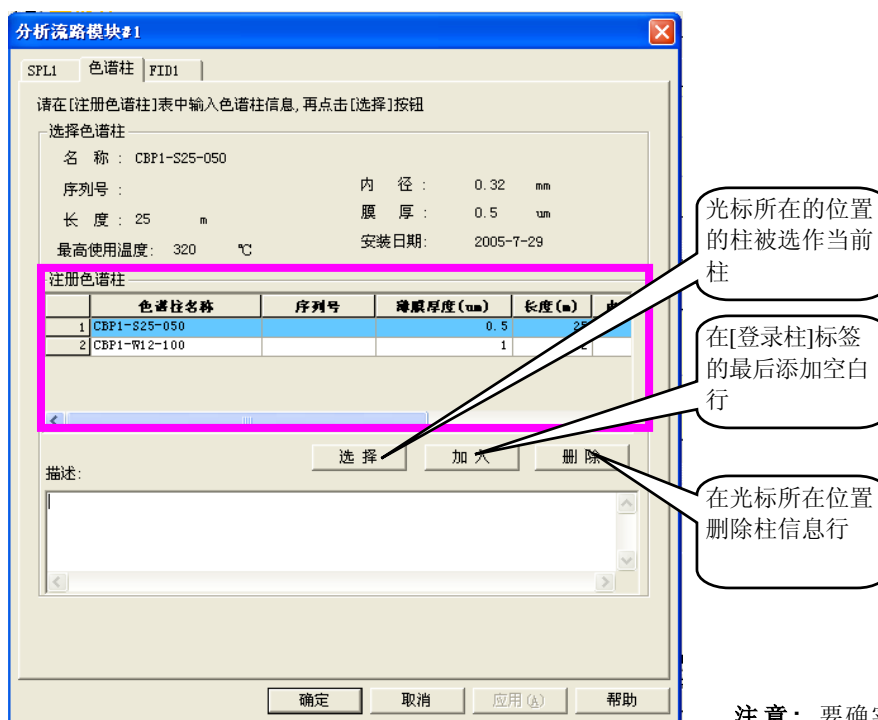 分析流路模块#1
SPL1 色谱柱 FID1
请在[注册色谱柱]表中输入色谱柱信息,再点击[选择]按钮
选择色谱柱
名 称 : CBP1-S25-050
序列号 :
内 径 : 0.32 mm
长 度 : 25 m
膜 厚 : 0.5 um
最高使用温度: 320 ℃
安装日期: 2005-7-29
注册色谱柱
色谱柱名称 序列号 薄膜厚度(um) 长度(m)
1 CBP1-S25-050 0.5 25
2 CBP1-W12-100 1
选 择 加 入 删 除
描述:
确定 取消 应用(A) 帮助
光标所在的位置
的柱被选作当前
柱
在[登录柱]标签
的最后添加空白
行
在光标所在位置
删除柱信息行
注意: 要确